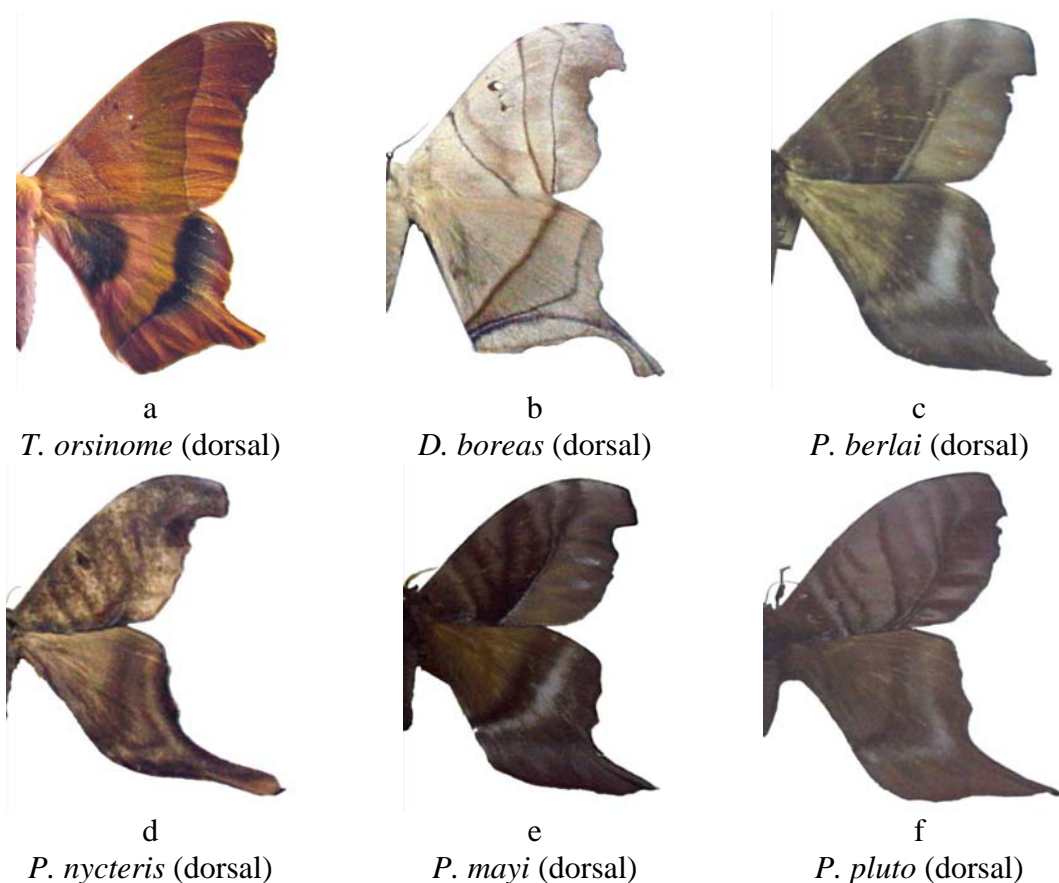 a b c
T. orsinome (dorsal) D. boreas (dorsal) P. berlai (dorsal)
d e f
P. nycteris (dorsal) P. mayi (dorsal) P. pluto (dorsal)